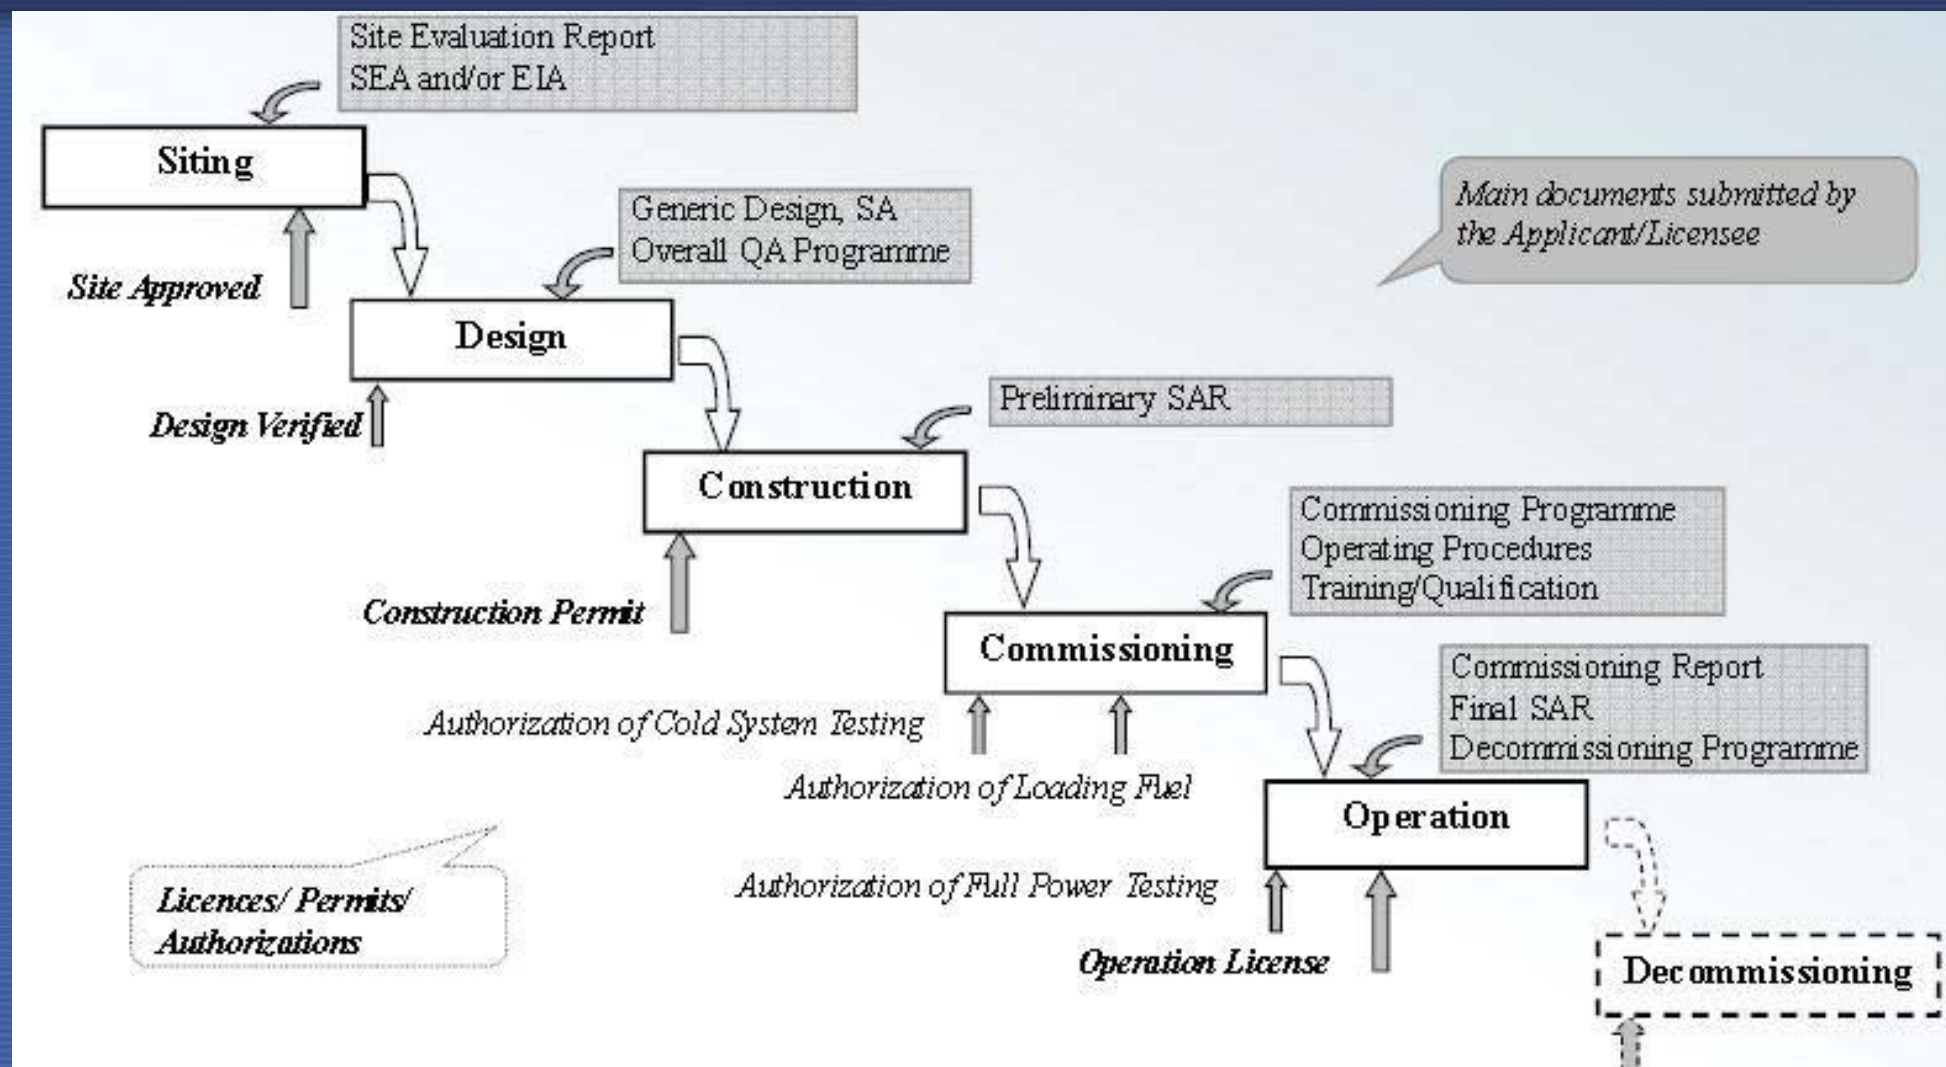 Site Evaluation Report
SEA and/or EIA
Siting
Generic Design, SA
Overall QA Programme
Main documents submitted by
the Applicant/Licensee
Site Approved
Design
Design Verified
Preliminary SAR
Construction
Commissioning Programme
Operating Procedures
Training/Qualification
Construction Permit
Commissioning
Commissioning Report
Final SAR
Decommissioning Programme
Authorization of Cold System Testing
Authorization of Loading Fuel
Operation
Authorization of Full Power Testing
Licences/ Permits/
Authorizations
Operation License
Decommissioning